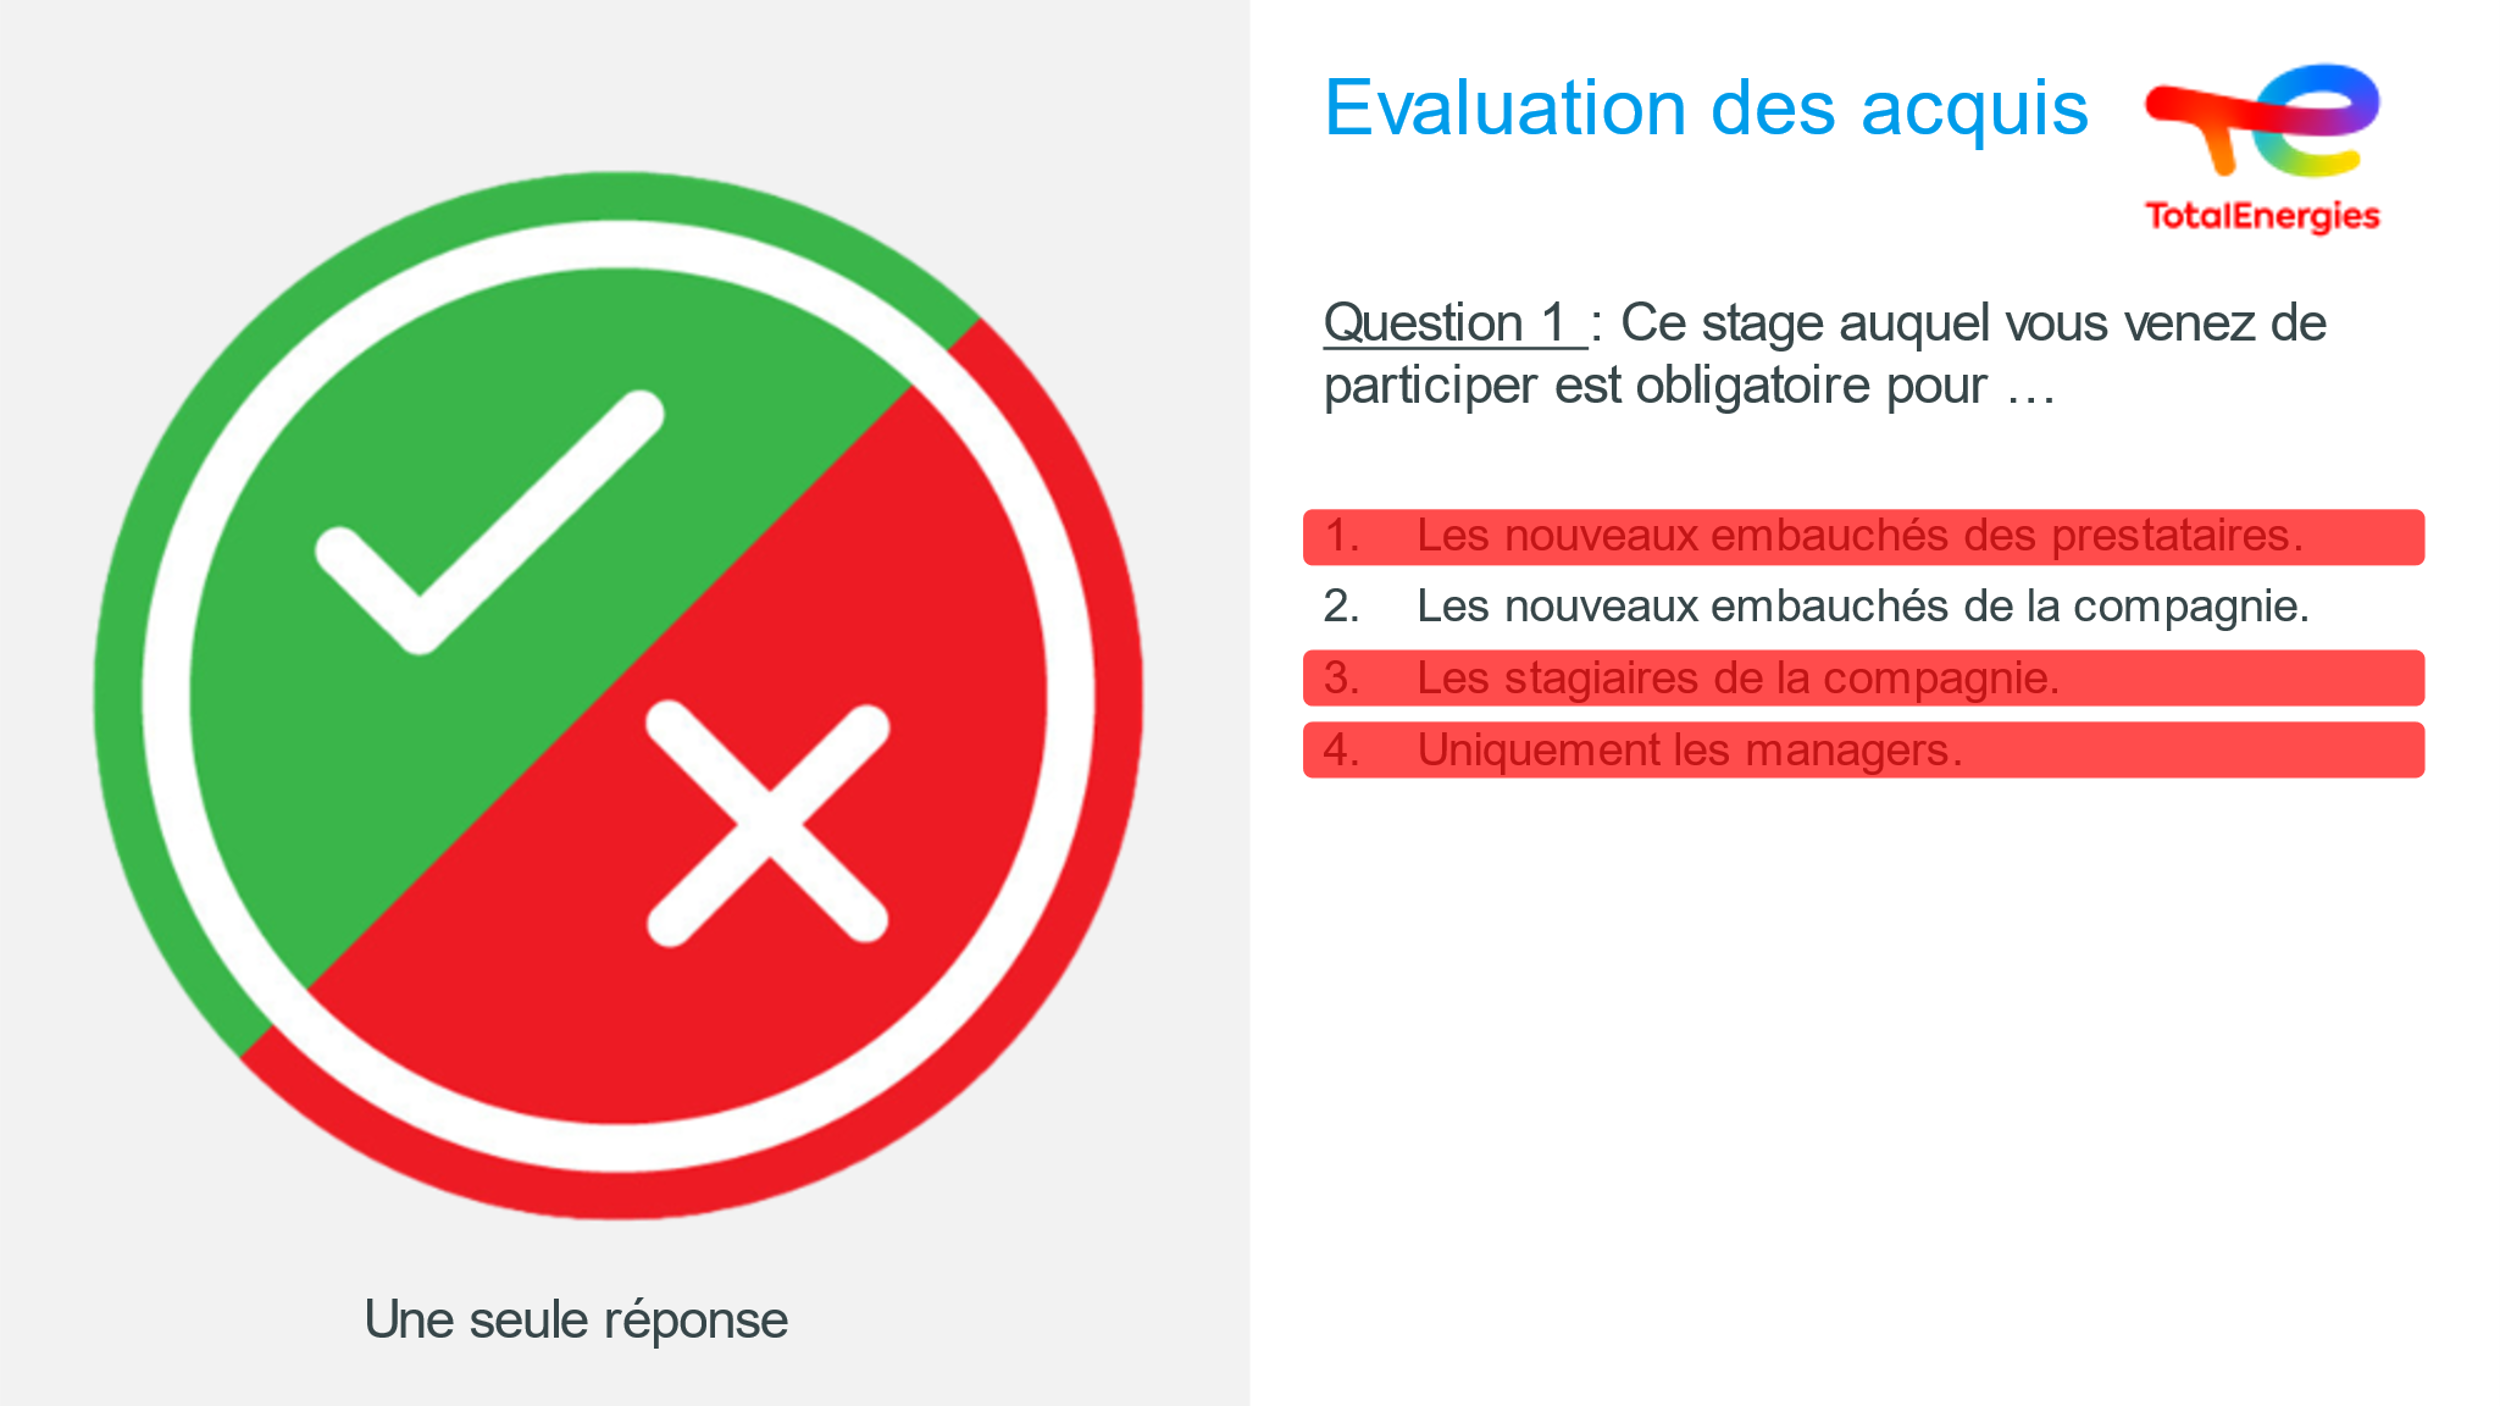 Evaluation des acquis
TotalEnergies
Question 1 : Ce stage auquel vous venez de
participer est obligatoire pour …
1. Les nouveaux embauchés des prestataires.
2. Les nouveaux embauchés de la compagnie.
3. Les stagiaires de la compagnie.
4. Uniquement les managers.
Une seule réponse